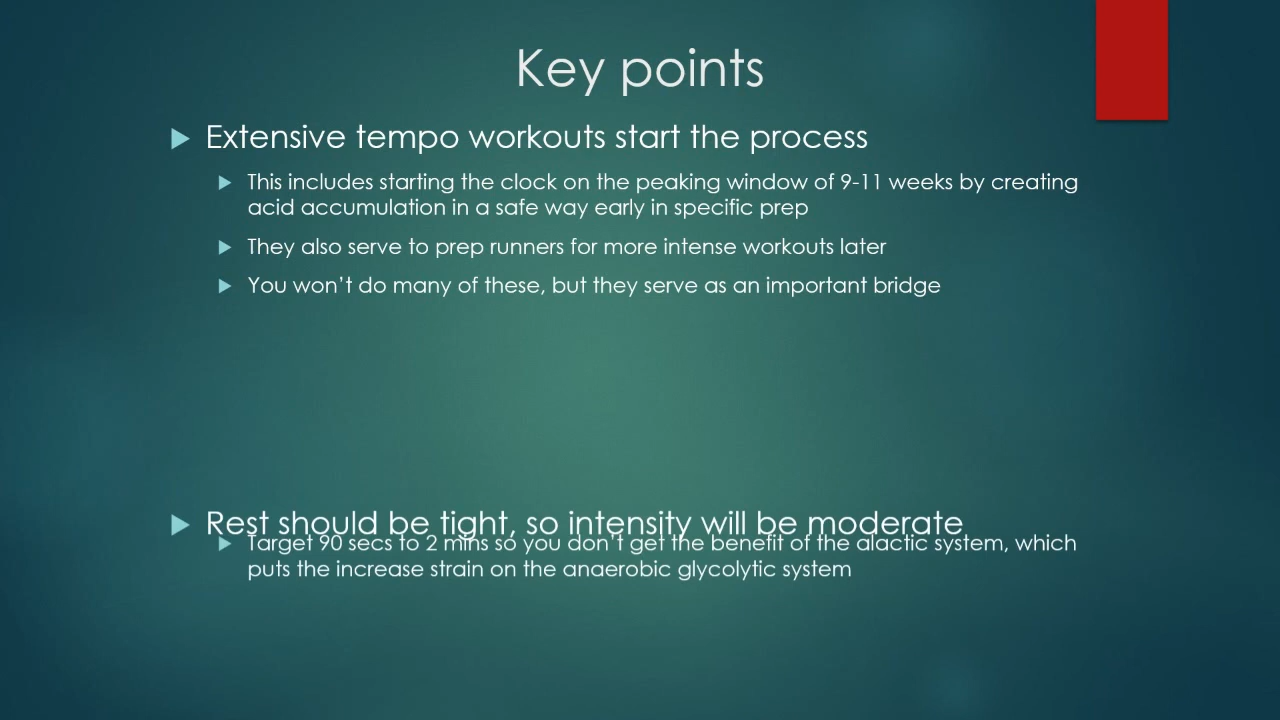 Key points
Extensive tempo workouts start the process
This includes starting the clock on the peaking window of 9-11 weeks by creating
acid accumulation in a safe way early in specific prep
They also serve to prep runners for more intense workouts later
You won’t do many of these, but they serve as an important bridge
Rest should be tight, so intensity will be moderate
Target 90 secs to 2 mins so you don’t get the benefit of the alactic system, which
puts the increase strain on the anaerobic glycolytic system